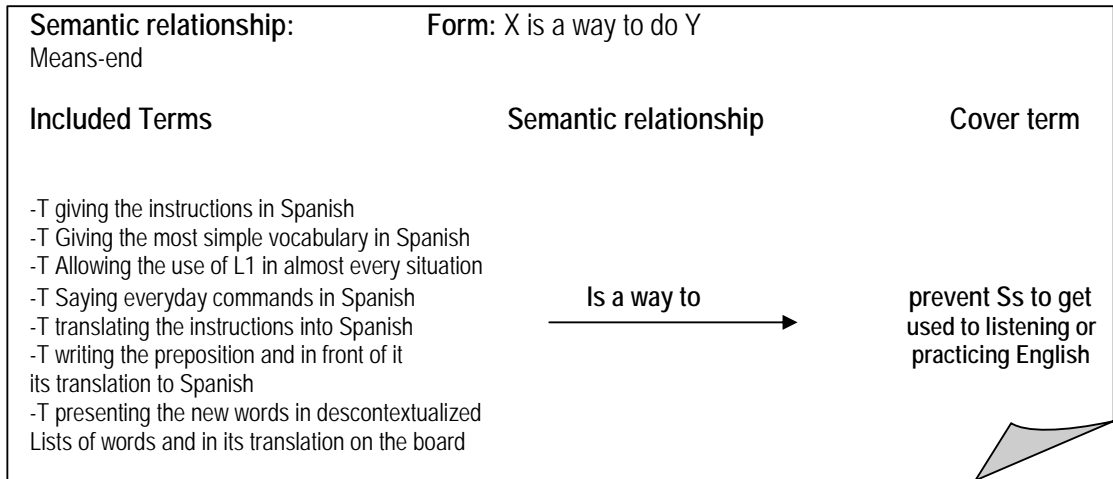 Semantic relationship: Form: X is a way to do Y
Means-end
Included Terms Semantic relationship Cover term
-T giving the instructions in Spanish
-T Giving the most simple vocabulary in Spanish
-T Allowing the use of L1 in almost every situation
-T Saying everyday commands in Spanish
-T translating the instructions into Spanish
-T writing the preposition and in front of it
its translation to Spanish
-T presenting the new words in descontextualized
Lists of words and in its translation on the board
Is a way to
prevent Ss to get
used to listening or
practicing English